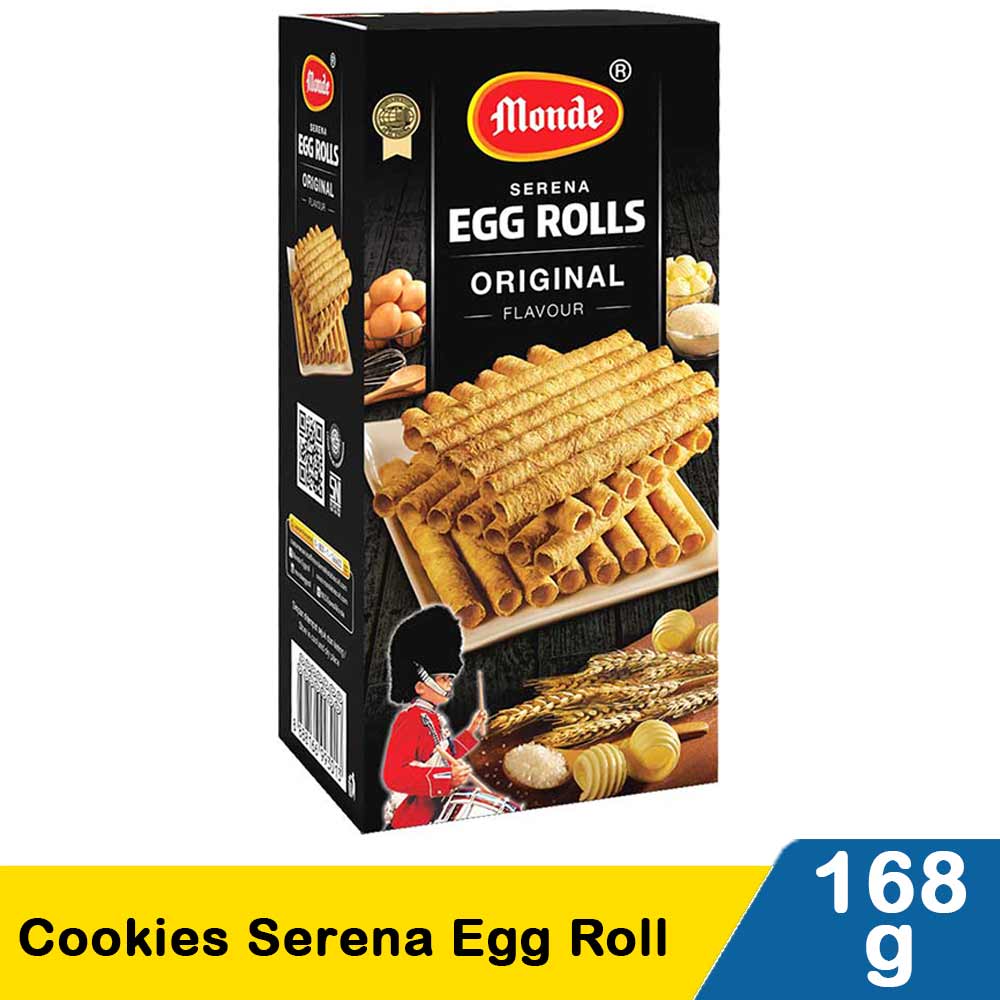 Monde
®
SERENA
EGG ROLLS
ORIGINAL
FLAVOUR
Monde
®
SERENA
EGG ROLLS
ORIGINAL
FLAVOUR
Cookies Serena Egg Roll
168
g